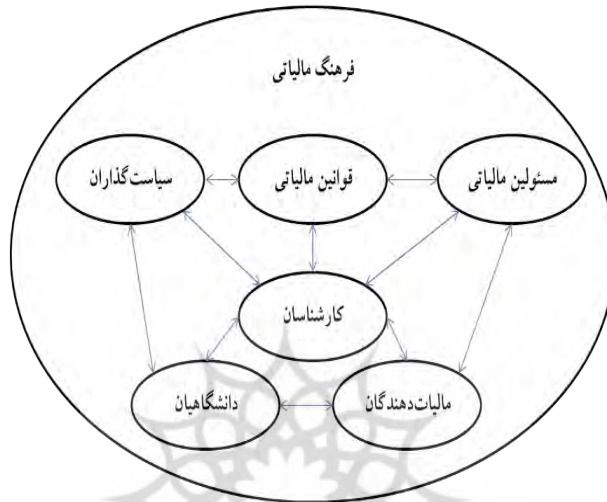 فرهنگ مالیاتی
مسئولین مالیاتی
قوانین مالیاتی
سیاست‌گذاران
کارشناسان
مالیات‌دهندگان
دانشگاهیان